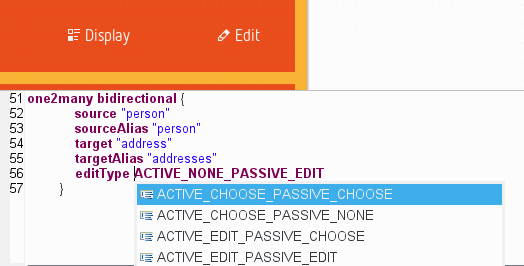 Display Edit
51 one2many bidirectional {
52 source "person"
53 sourceAlias "person"
54 target "address"
55 targetAlias "addresses"
56 editType ACTIVE_NONE_PASSIVE_EDIT
57 }
ACTIVE_CHOOSE_PASSIVE_CHOOSE
ACTIVE_CHOOSE_PASSIVE_NONE
ACTIVE_EDIT_PASSIVE_CHOOSE
ACTIVE_EDIT_PASSIVE_EDIT